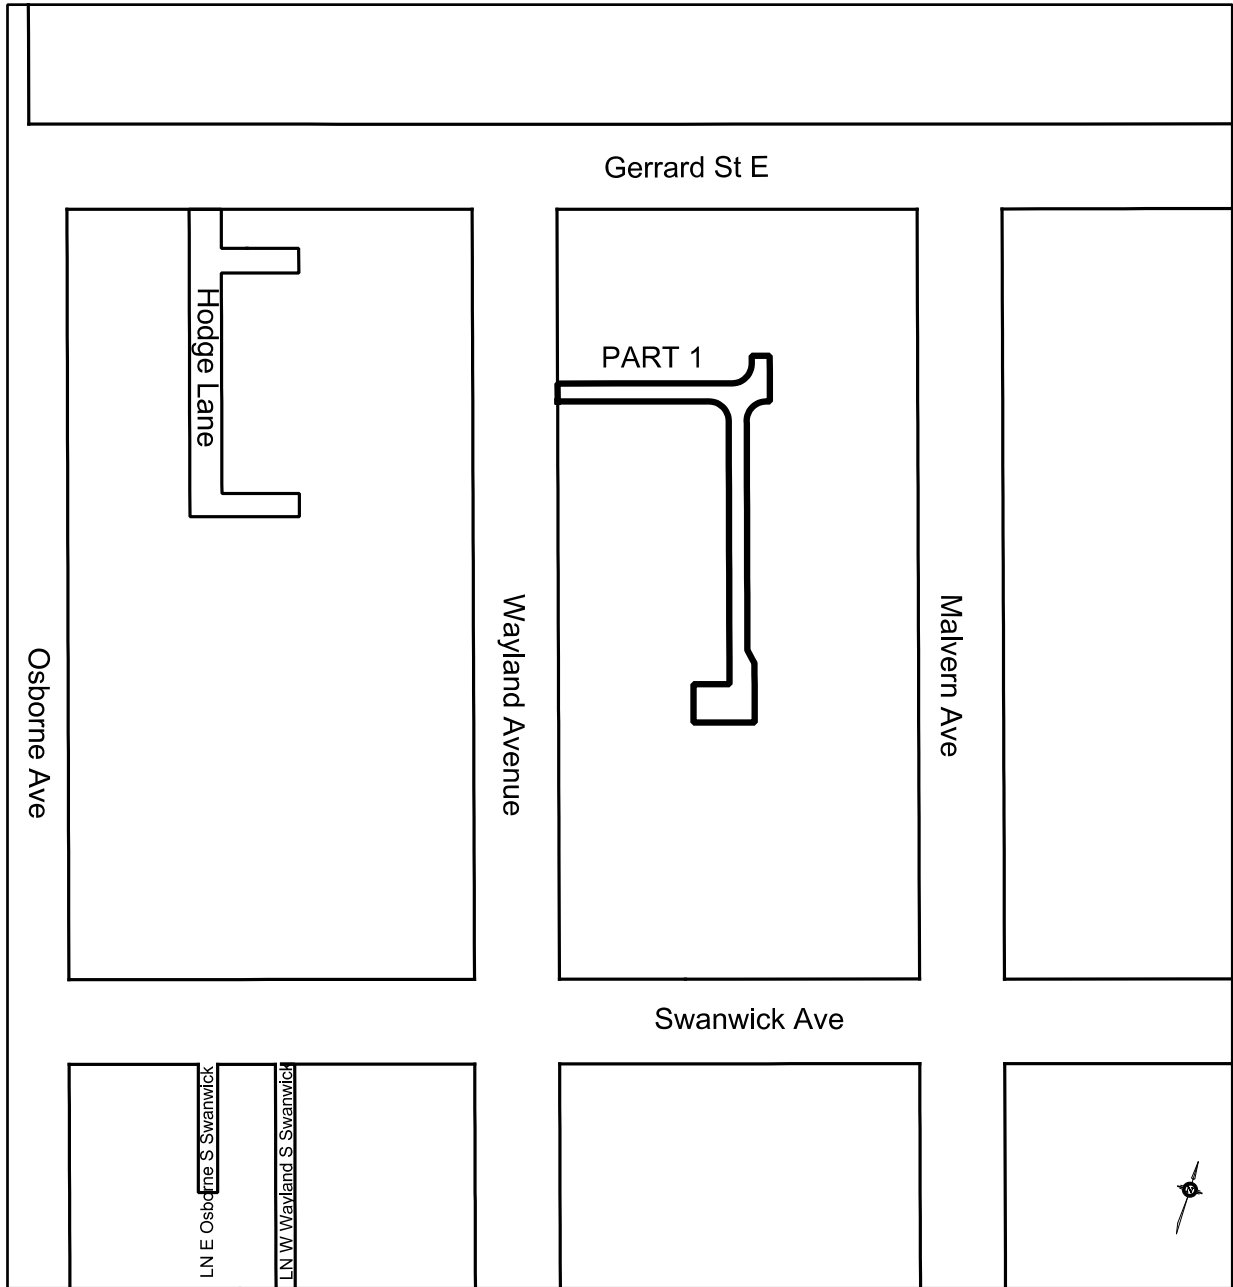 Gerrard St E
PART 1
Hodge Lane
Osborne Ave
Wayland Avenue
Malvern Ave
Swanwick Ave
LN E Osborne S Swanwick
LN W Wayland S Swanwick
N